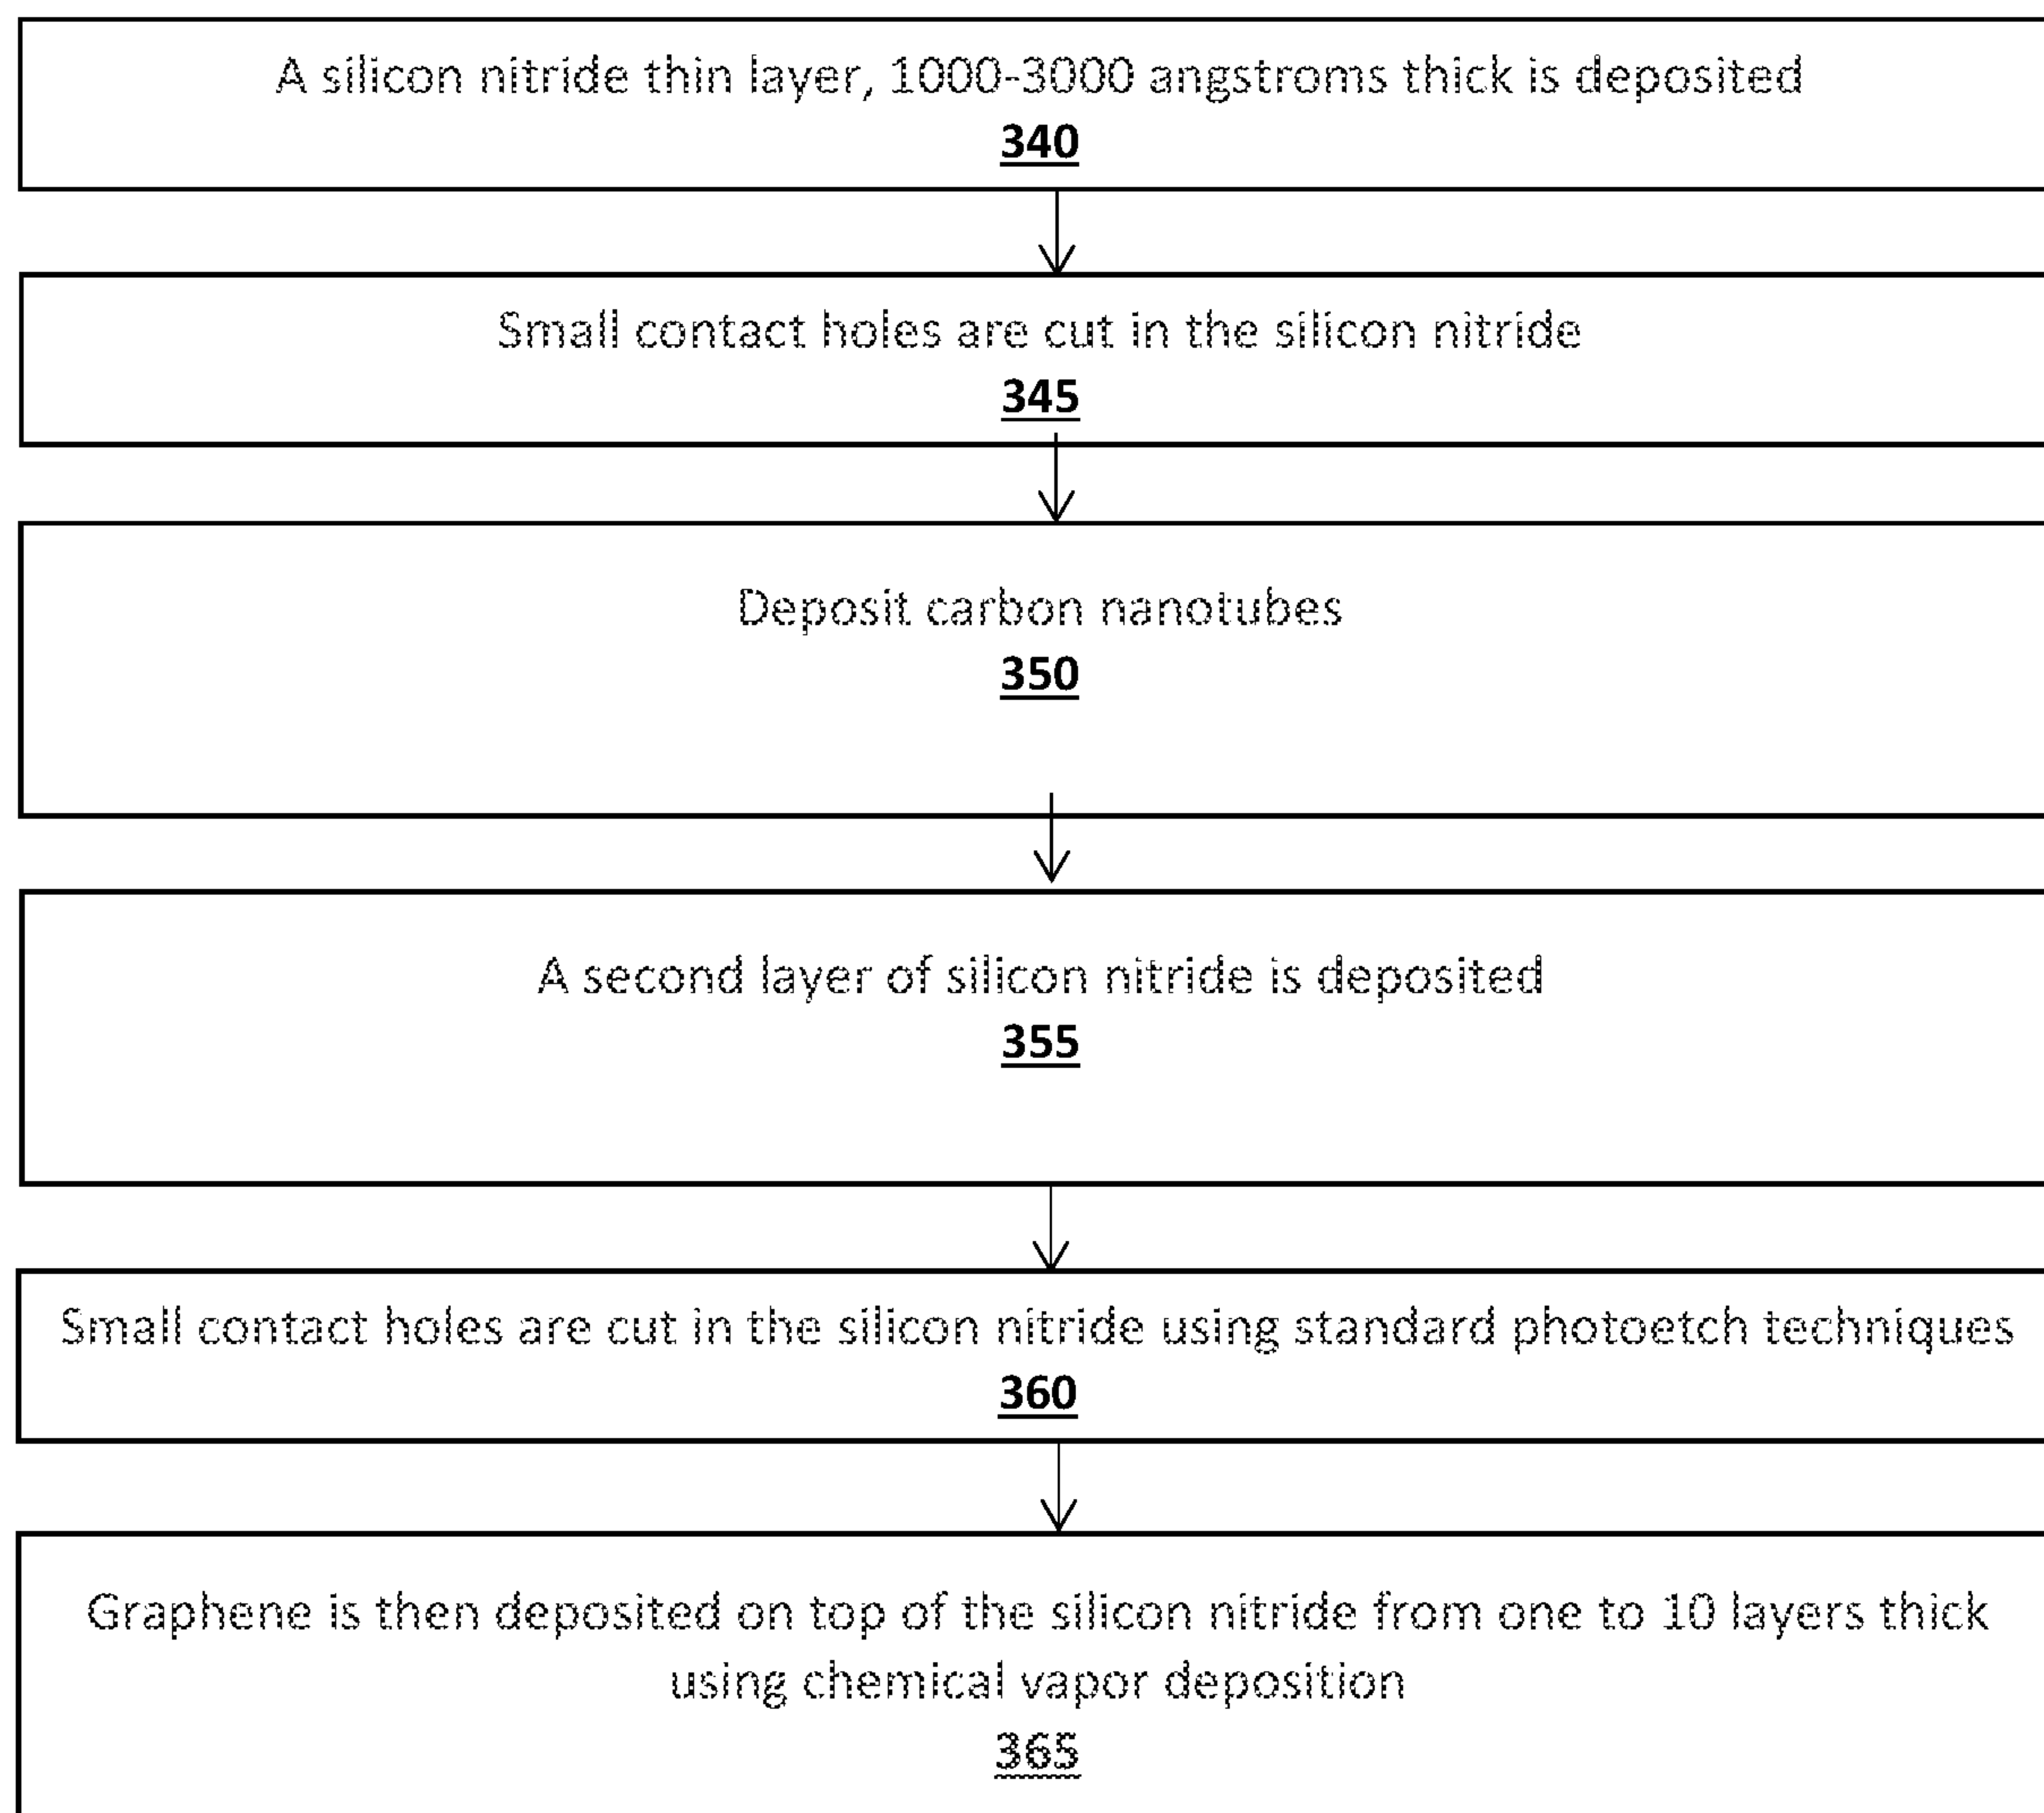 A silicon nitride thin layer, 1000-3000 angstroms thick is deposited
340
Small contact holes are cut in the silicon nitride
345
Deposit carbon nanotubes
350
A second layer of silicon nitride is deposited
355
Small contact holes are cut in the silicon nitride using standard photoetch techniques
360
Graphene is then deposited on top of the silicon nitride from one to 10 layers thick
using chemical vapor deposition
365